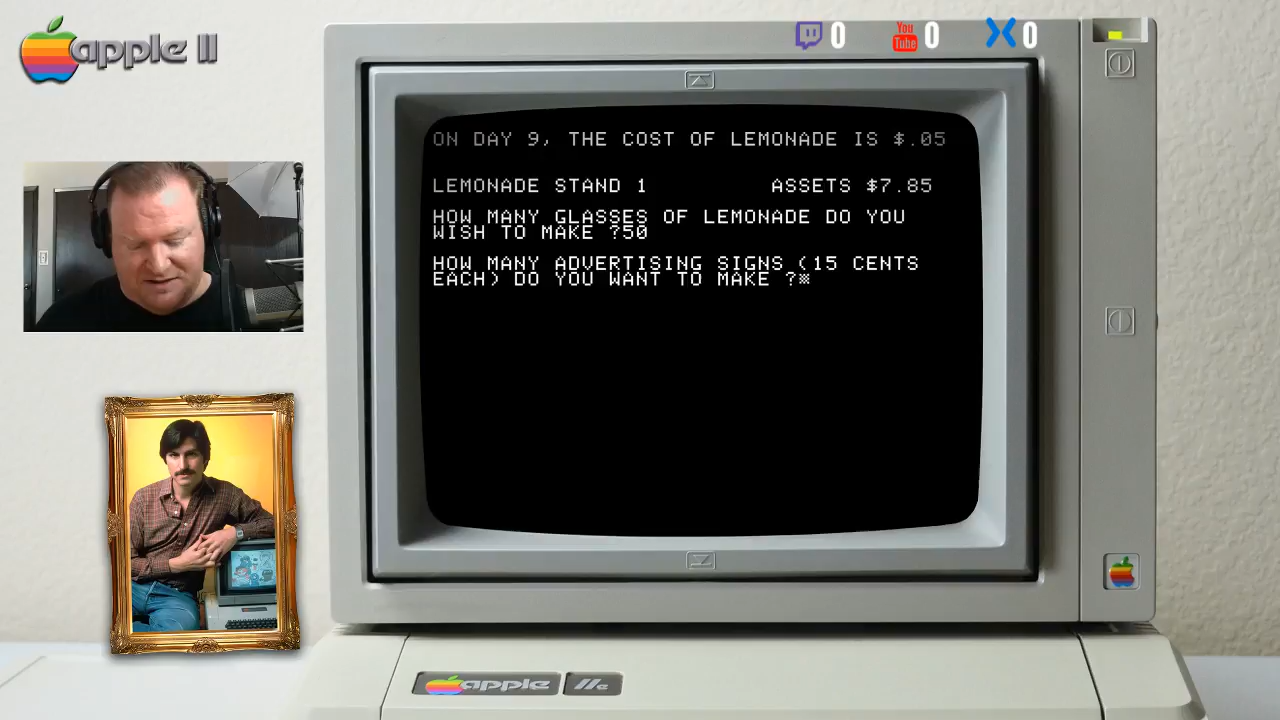 apple II
0
You Tube 0
0
ON DAY 9, THE COST OF LEMONADE IS $.05
LEMONADE STAND 1 ASSETS $7.85
HOW MANY GLASSES OF LEMONADE DO YOU
WISH TO MAKE ?50
HOW MANY ADVERTISING SIGNS (15 CENTS
EACH) DO YOU WANT TO MAKE ?
apple //e